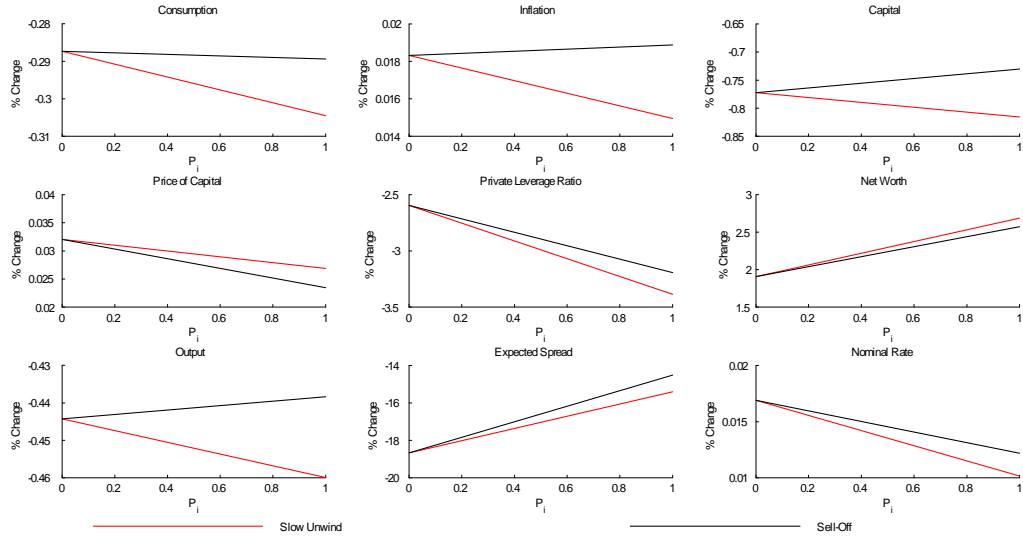 Consumption
Inflation
Capital
% Change
-0.28
-0.29
-0.3
-0.31
0 0.2 0.4 0.6 0.8 1
P i
% Change
0.02
0.018
0.016
0.014
0 0.2 0.4 0.6 0.8 1
P i
% Change
-0.65
-0.7
-0.75
-0.8
-0.85
0 0.2 0.4 0.6 0.8 1
P i
Price of Capital
Private Leverage Ratio
Net Worth
% Change
0.04
0.035
0.03
0.025
0.02
0 0.2 0.4 0.6 0.8 1
P i
% Change
-2.5
-3
-3.5
0 0.2 0.4 0.6 0.8 1
P i
% Change
3
2.5
2
1.5
0 0.2 0.4 0.6 0.8 1
P i
Output
Expected Spread
Nominal Rate
% Change
-0.43
-0.44
-0.45
-0.46
0 0.2 0.4 0.6 0.8 1
P i
% Change
-14
-16
-18
-20
0 0.2 0.4 0.6 0.8 1
P i
% Change
0.02
0.015
0.01
0 0.2 0.4 0.6 0.8 1
P i
Slow Unwind
Sell-Off